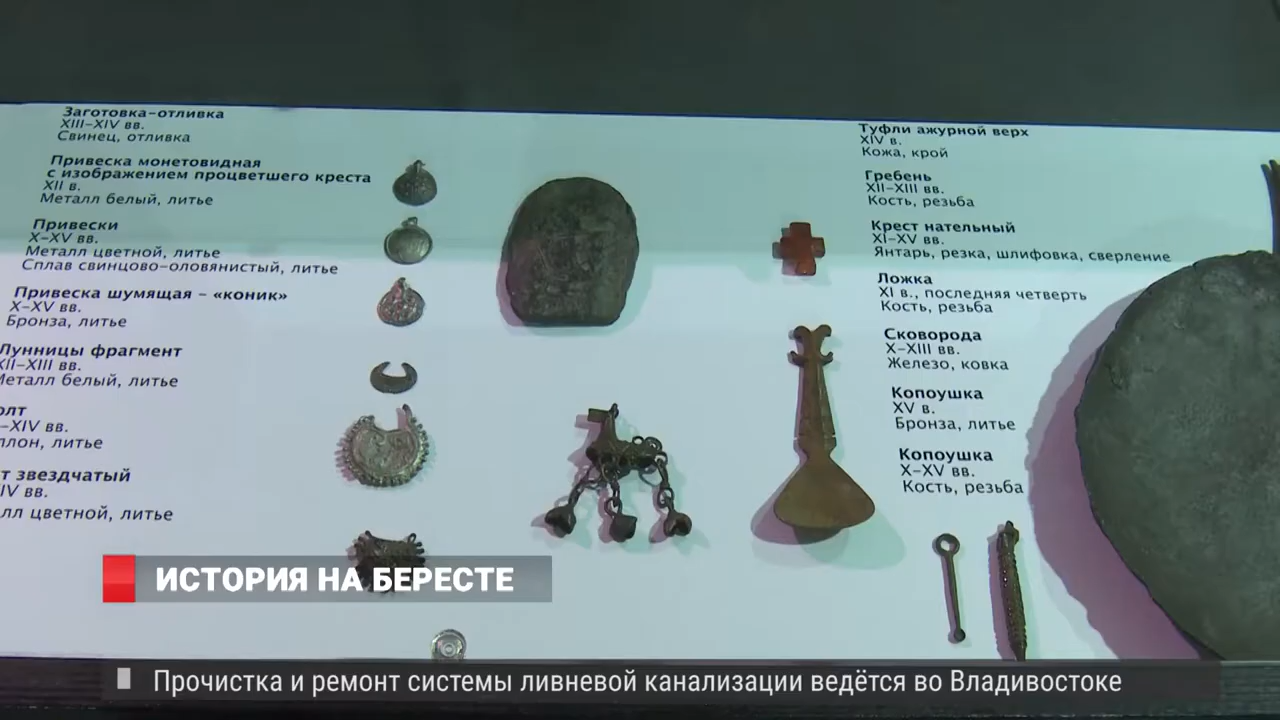 Заготовка-отливка
XIII-XIV вв.
Свинец, отливка
Привеска монетовидная
с изображением процветшего креста
XII в.
Металл белый, литье
Привески
X-XV вв.
Металл цветной, литье
Сплав свинцово-оловянистый, литье
Привеска шумящая - «коник»
X-XV вв.
Бронза, литье
Лунницы фрагмент
XII-XIII вв.
Металл белый, литье
-XIV вв.
литье
звездчатый
вв.
цветной, литье
Туфли ажурной верх
XIV в.
Кожа, крой
Гребень
XII-XIII вв.
Кость, резьба
Крест нательный
XI-XV вв.
Янтарь, резка, шлифовка, сверление
Ложка
XI в., последняя четверть
Кость, резьба
Сковорода
X-XIII вв.
Железо, ковка
Копоушка
XV в.
Бронза, литье
Копоушка
X-XV вв.
Кость, резьба
ИСТОРИЯ НА БЕРЕСТЕ
Прочистка и ремонт системы ливневой канализации ведётся во Владивостоке